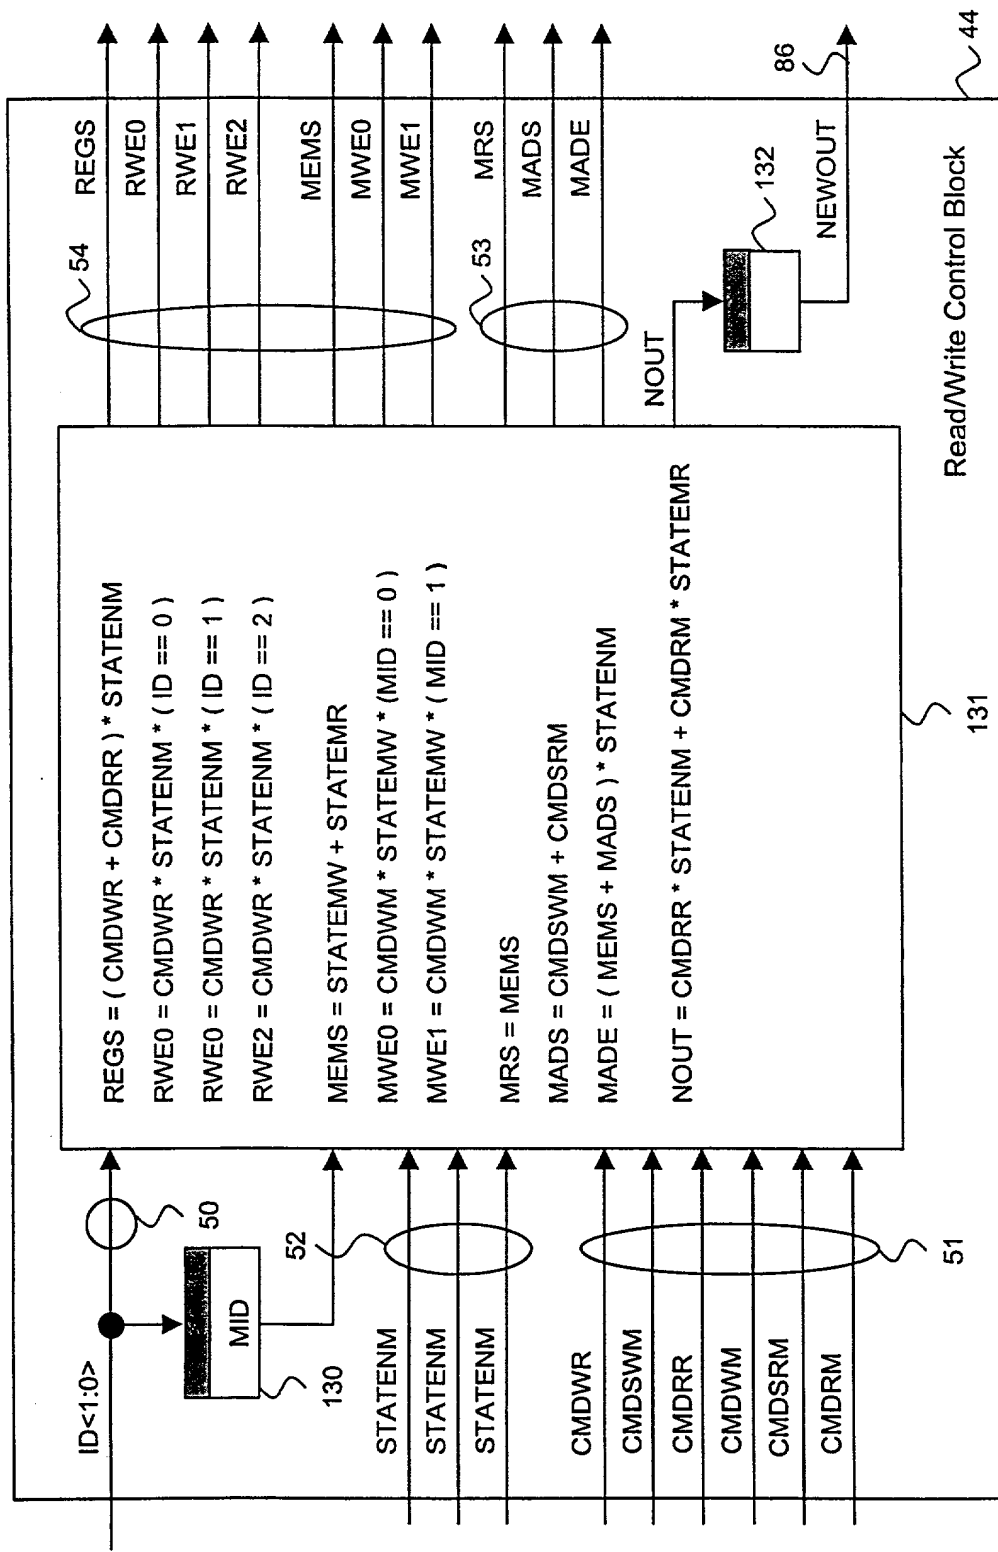 ID<1:0>
50
MID
130
52
STATENM
STATENM
STATENM
CMDWR
CMDSWM
CMDRR
CMDWM
CMDSRM
CMDRM
51
REGS = ( CMDWR + CMDRR ) * STATENM
RWE0 = CMDWR * STATENM * ( ID == 0 )
RWE0 = CMDWR * STATENM * ( ID == 1 )
RWE2 = CMDWR * STATENM * ( ID == 2 )
MEMS = STATEMW + STATEMR
MWE0 = CMDWM * STATEMW * (MID == 0 )
MWE1 = CMDWM * STATEMW * ( MID == 1 )
MRS = MEMS
MADS = CMDSWM + CMDSRM
MADE = ( MEMS + MADS ) * STATENM
NOUT = CMDRR * STATENM + CMDRM * STATEMR
131
54
REGS
RWE0
RWE1
RWE2
MEMS
MWE0
MWE1
53
MRS
MADS
MADE
NOUT
132
NEWOUT
86
Read/Write Control Block
44